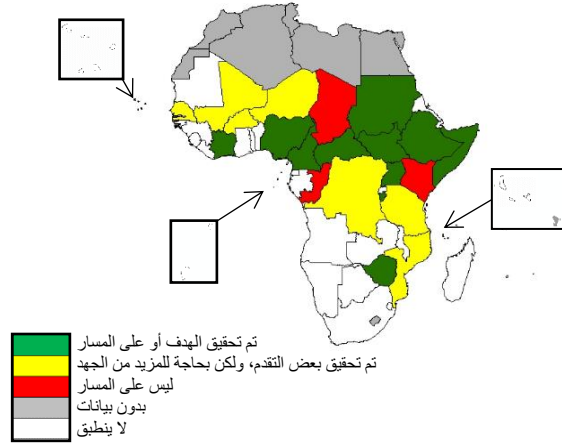 تم تحقيق الهدف أو على المسار
تم تحقيق بعض التقدم، ولكن بحاجة للمزيد من الجهد
ليس على المسار
بدون بيانات
لا ينطبق